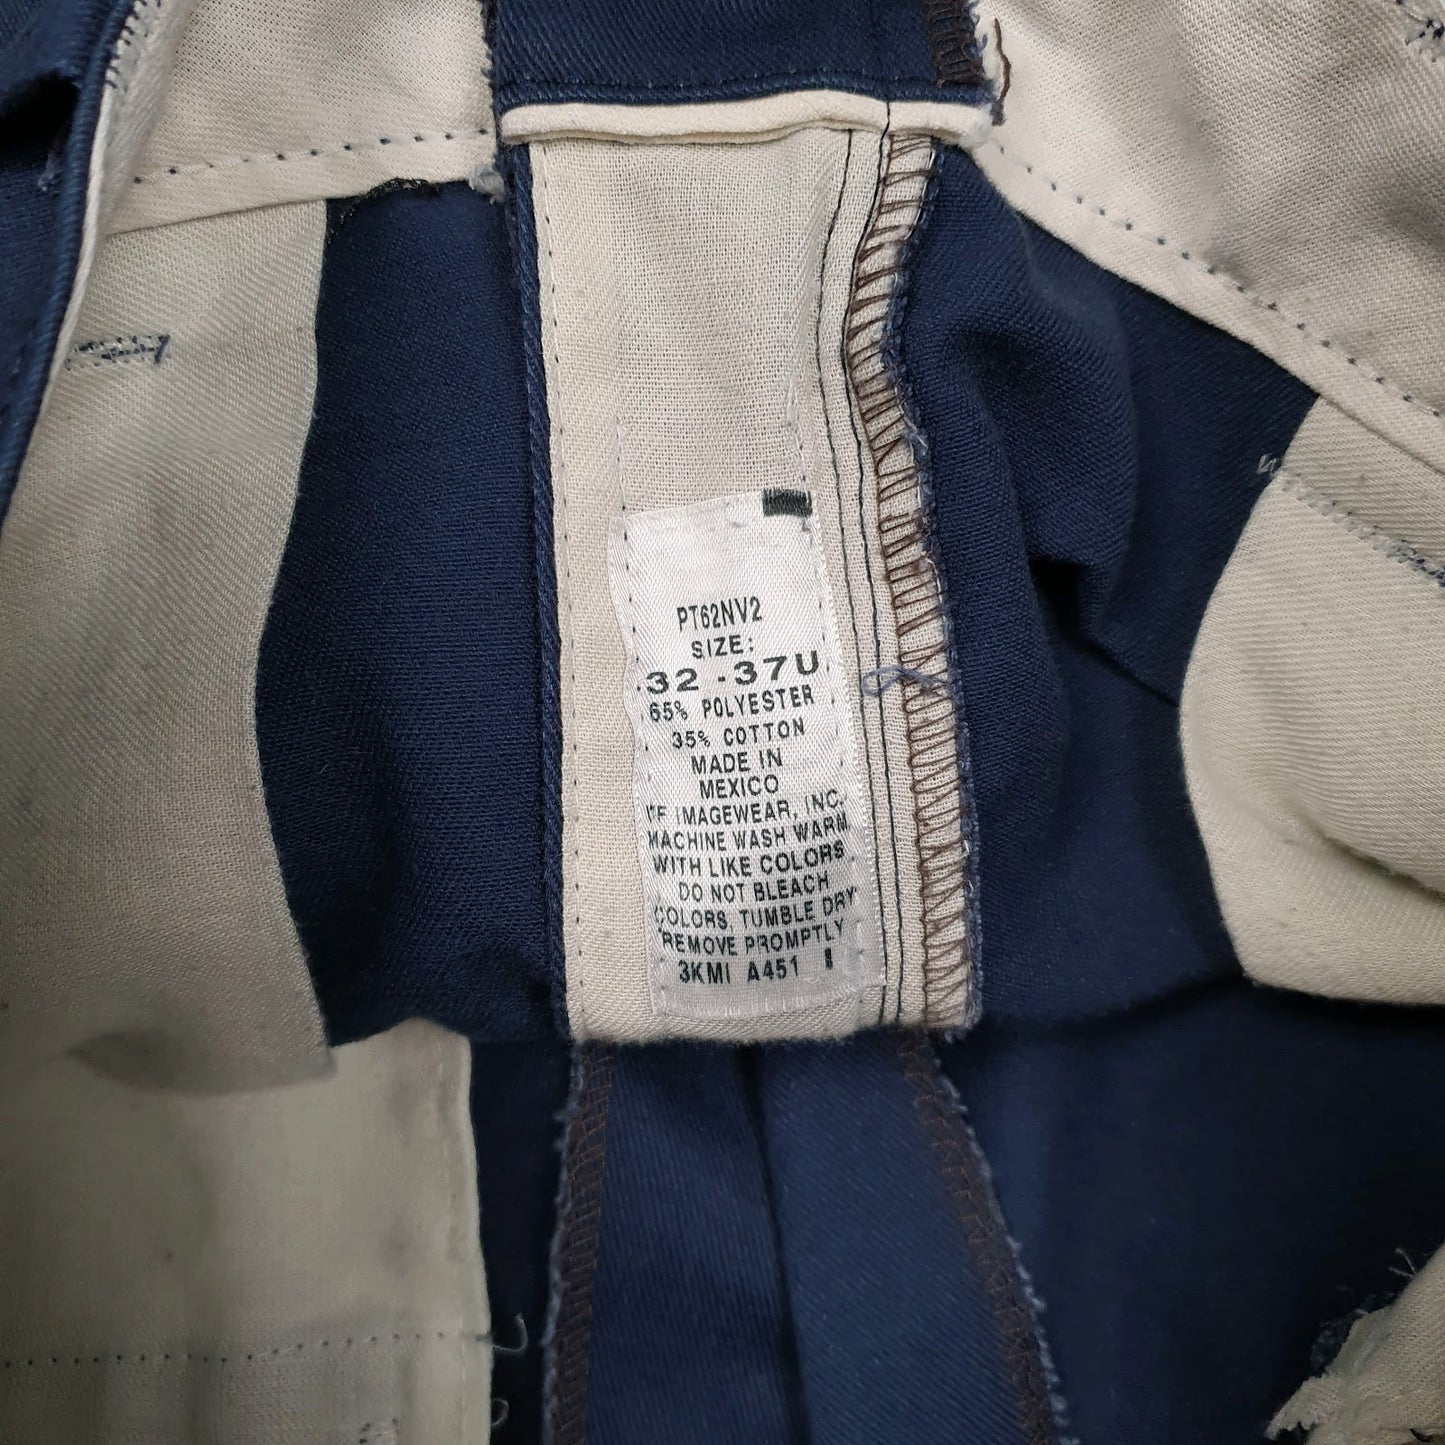 PT62NV2
SIZE:
32 - 37U
65% POLYESTER
35% COTTON
MADE IN
MEXICO
VF IMAGEWEAR, INC.
MACHINE WASH WARM
WITH LIKE COLORS
DO NOT BLEACH
COLORS, TUMBLE DRY
REMOVE PROMPTLY
3KMI A451